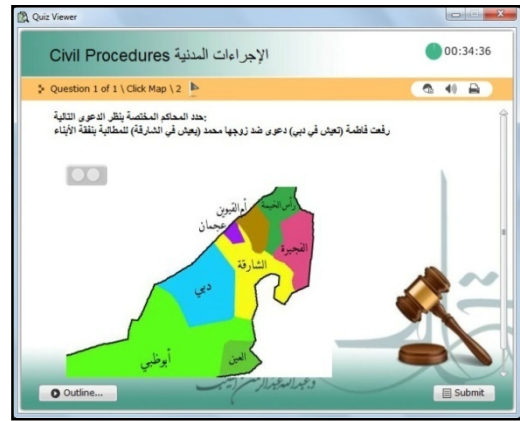 Quiz Viewer
Civil Procedures الإجراءات المدنية
00:34:36
Question 1 of 1 \ Click Map \ 2
حدد المحاكم المختصة بنظر الدعوى التالية:
رفعت فاطمة (تعيش في دبي) دعوى ضد زوجها محمد (يعيش في الشارقة) للمطالبة بنفقة الأبناء
رأس الخيمة
أم القيوين
عجمان
الفجيرة
الشارقة
دبي
أبوظبي
العين
Outline...
Submit